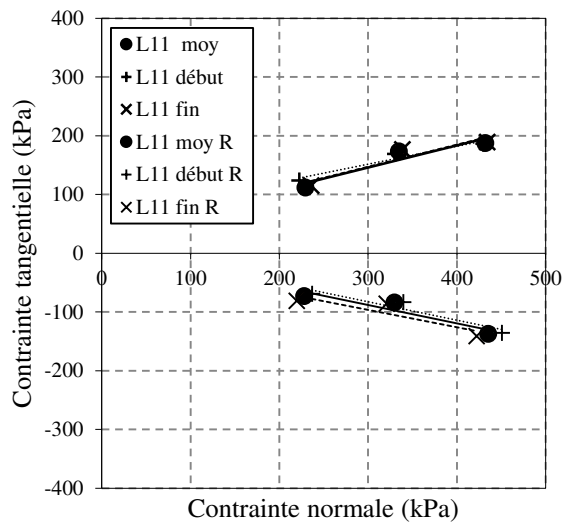 400
L11 moy
L11 début
300
L11 fin
200
L11 moy R
L11 début R
100
L11 fin R
0
0 100 200 300 400 500
-100
-200
-300
-400
Contrainte tangentielle (kPa)
Contrainte normale (kPa)